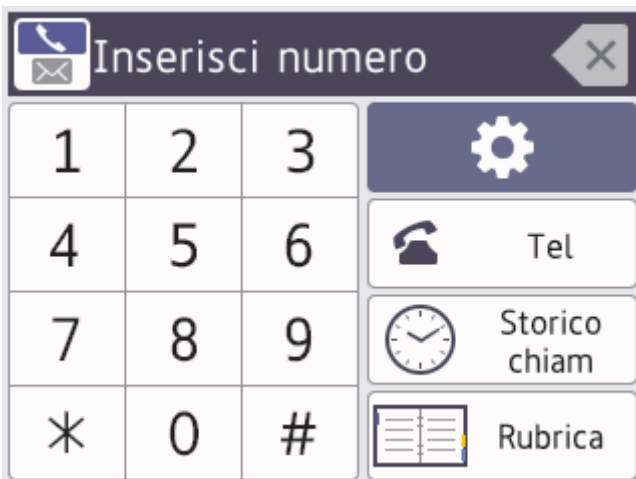 Inserisci numero
1 2 3
4 5 6
Tel
7 8 9
Storico
chiam
* 0 #
Rubrica